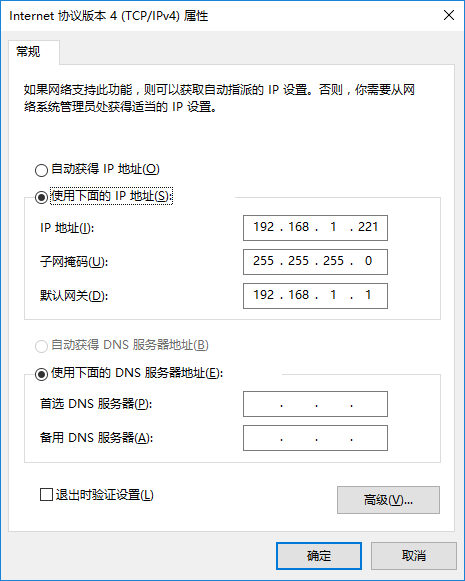 Internet 协议版本 4 (TCP/IPv4) 属性
常规
如果网络支持此功能，则可以获取自动指派的 IP 设置。否则，你需要从网
络系统管理员处获得适当的 IP 设置。
自动获得 IP 地址(O)
使用下面的 IP 地址(S):
IP 地址(I): 192 . 168 . 1 . 221
子网掩码(U): 255 . 255 . 255 . 0
默认网关(D): 192 . 168 . 1 . 1
自动获得 DNS 服务器地址(B)
使用下面的 DNS 服务器地址(E):
首选 DNS 服务器(P): . . .
备用 DNS 服务器(A): . . .
退出时验证设置(L)
高级(V)...
确定 取消